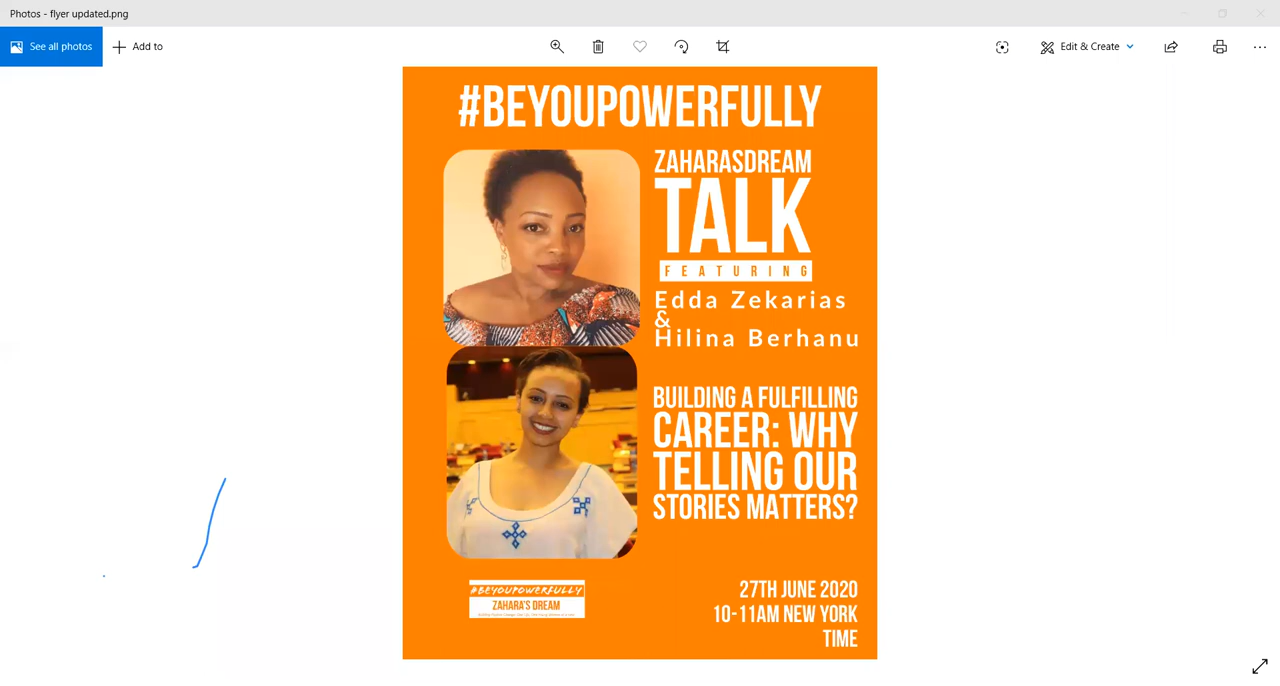 Photos - flyer updated.png
See all photos
Add to
Edit & Create
#BEYOUPOWERFULLY
ZAHARASDREAM
TALK
FEATURING
Edda Zekarias
&
Hilina Berhanu
BUILDING A FULFILLING
CAREER: WHY
TELLING OUR
STORIES MATTERS?
#BEYOUPOWERFULLY
ZAHARA'S DREAM
27TH JUNE 2020
10-11AM NEW YORK
TIME